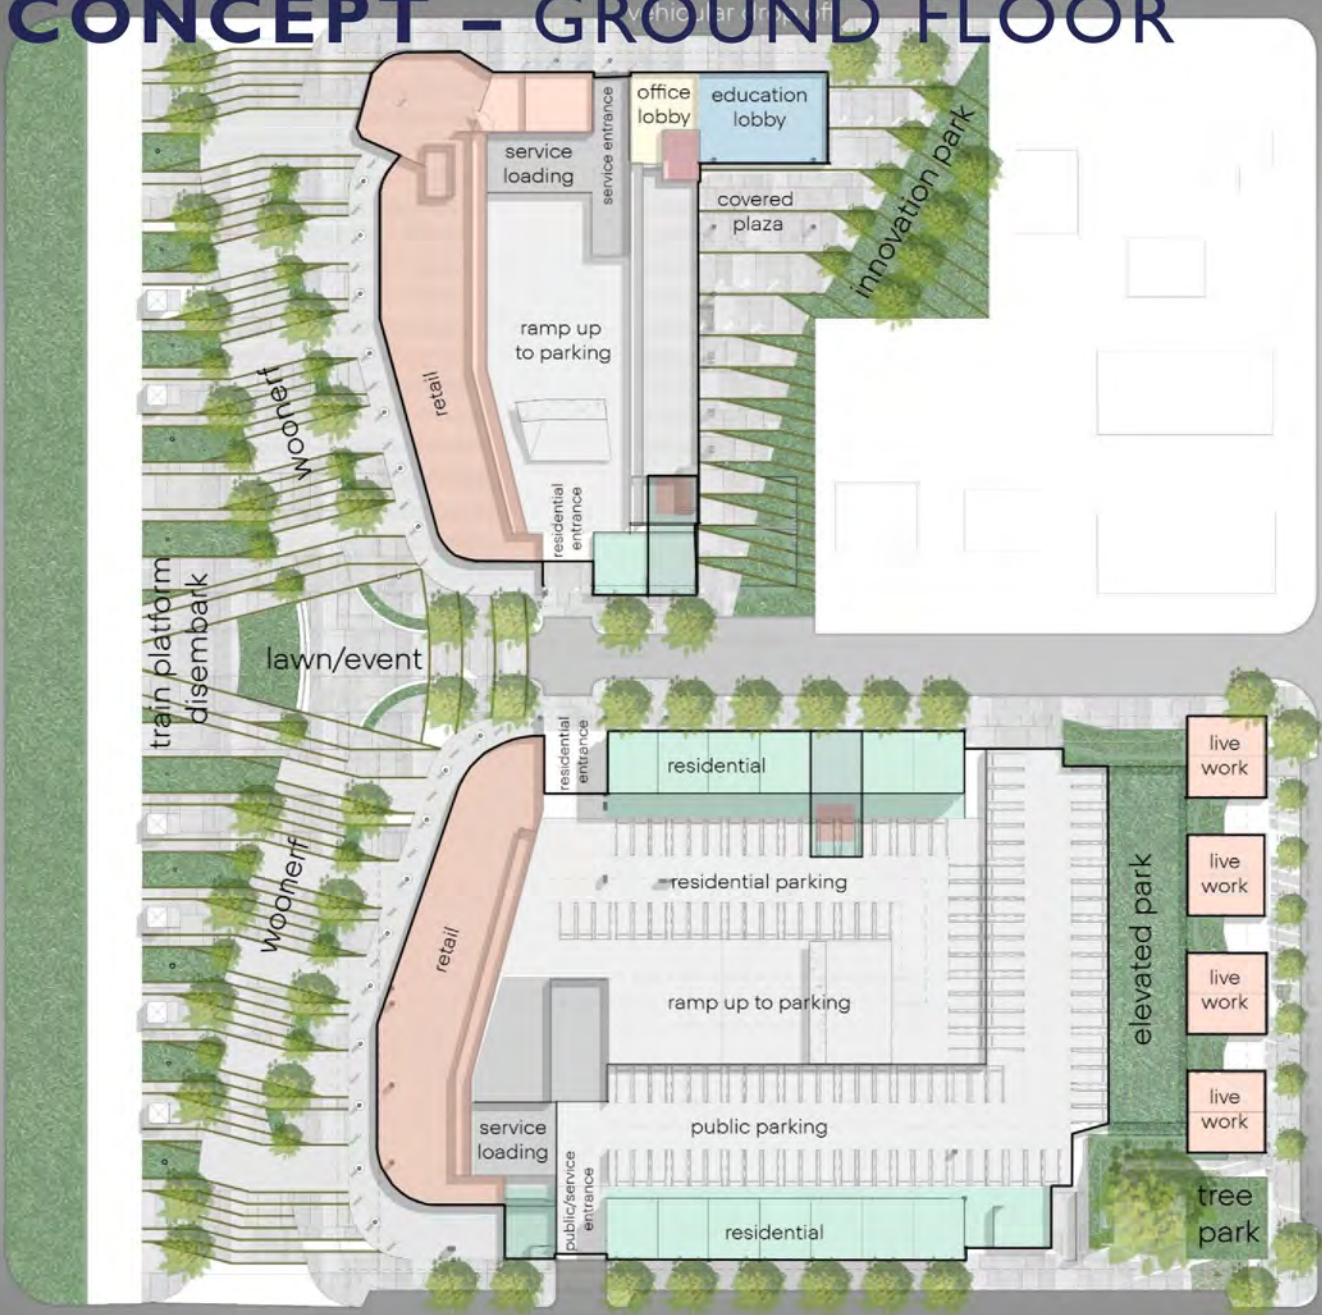 CONCEPT – GROUND FLOOR
vehicular drop off
office
lobby
education
lobby
service entrance
service
loading
covered
plaza
innovation park
ramp up
to parking
retail
woonerf
residential
entrance
train platform
disembark
lawn/event
residential
entrance
residential
live
work
residential parking
live
work
woonerf
retail
elevated park
ramp up to parking
live
work
live
work
service
loading
public parking
public/service
entrance
residential
tree
park